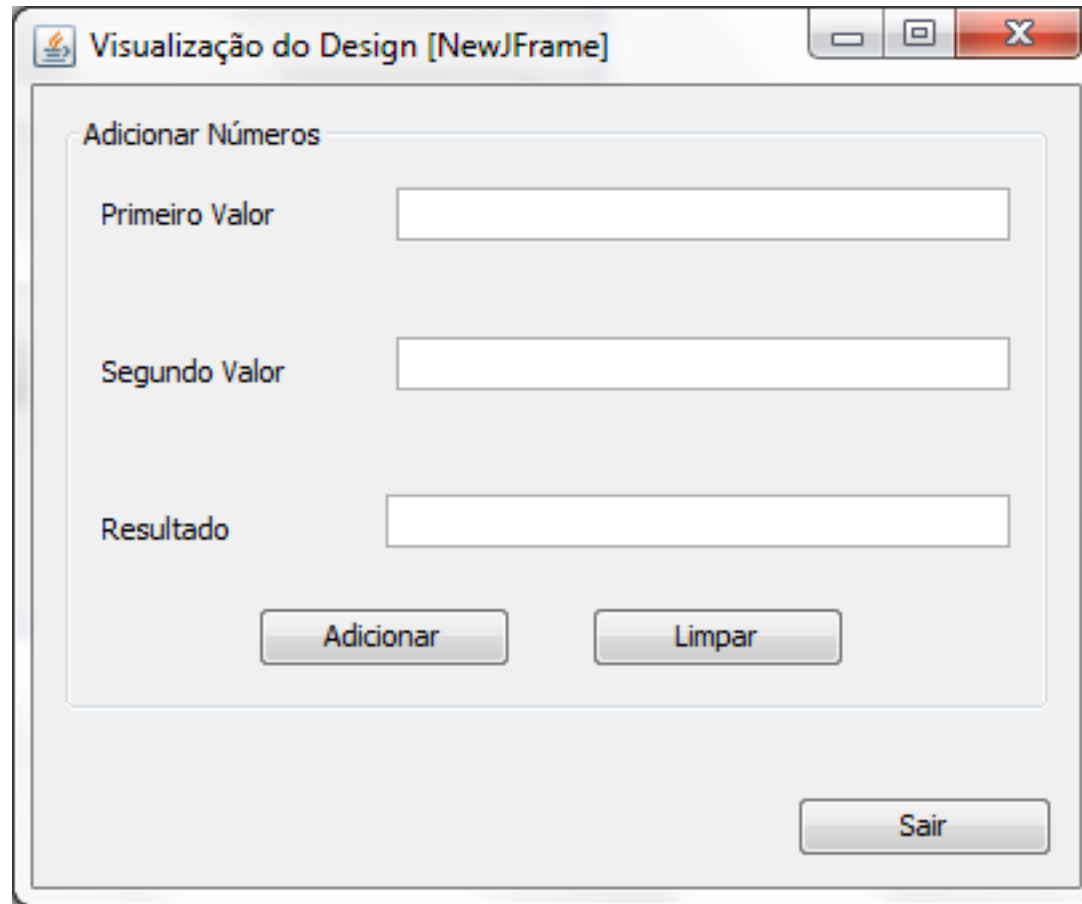 Visualização do Design [NewJFrame]
Adicionar Números
Primeiro Valor
Segundo Valor
Resultado
Adicionar
Limpar
Sair